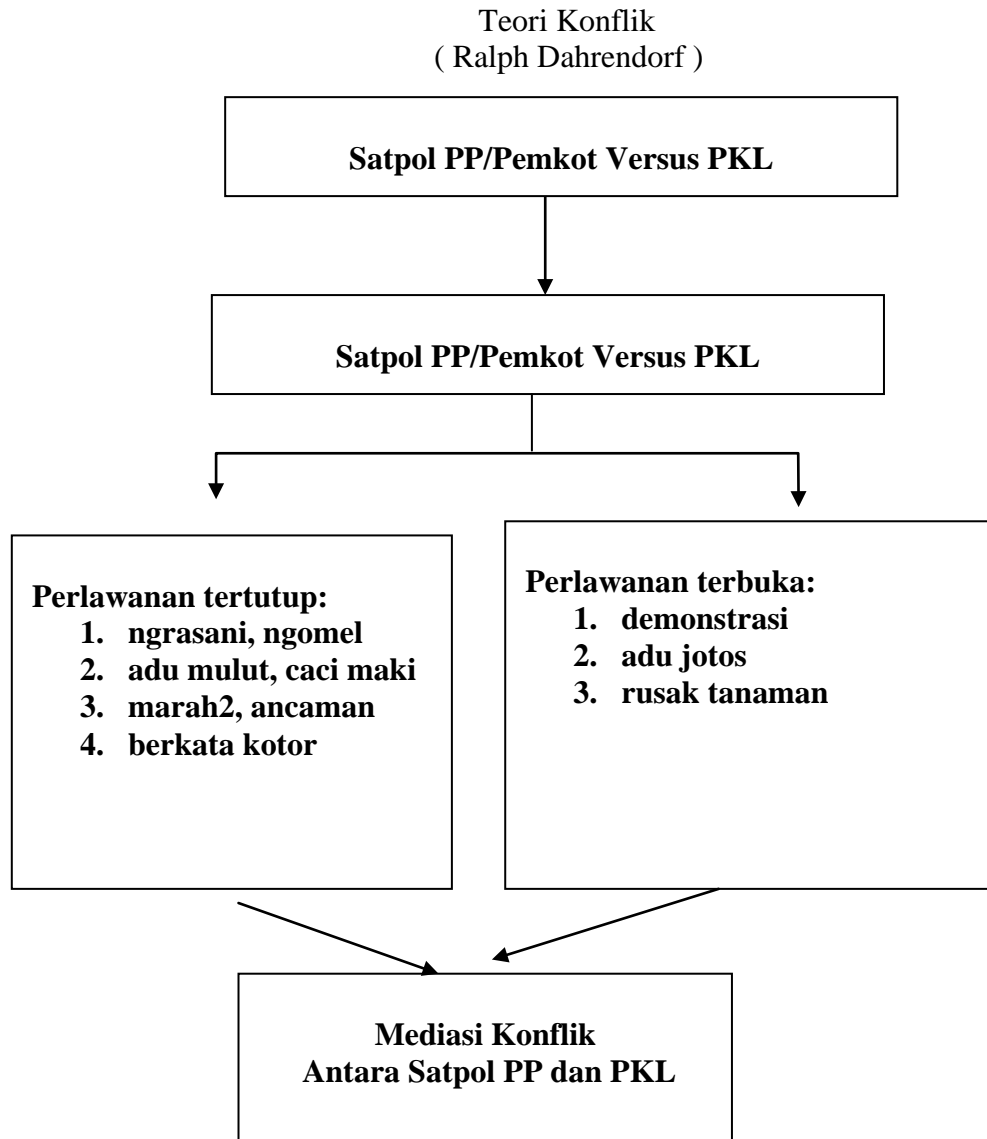 Teori Konflik
( Ralph Dahrendorf )
Satpol PP/Pemkot Versus PKL
Satpol PP/Pemkot Versus PKL
Perlawanan tertutup:
1. ngrasani, ngomel
2. adu mulut, caci maki
3. marah2, ancaman
4. berkata kotor
Perlawanan terbuka:
1. demonstrasi
2. adu jotos
3. rusak tanaman
Mediasi Konflik
Antara Satpol PP dan PKL